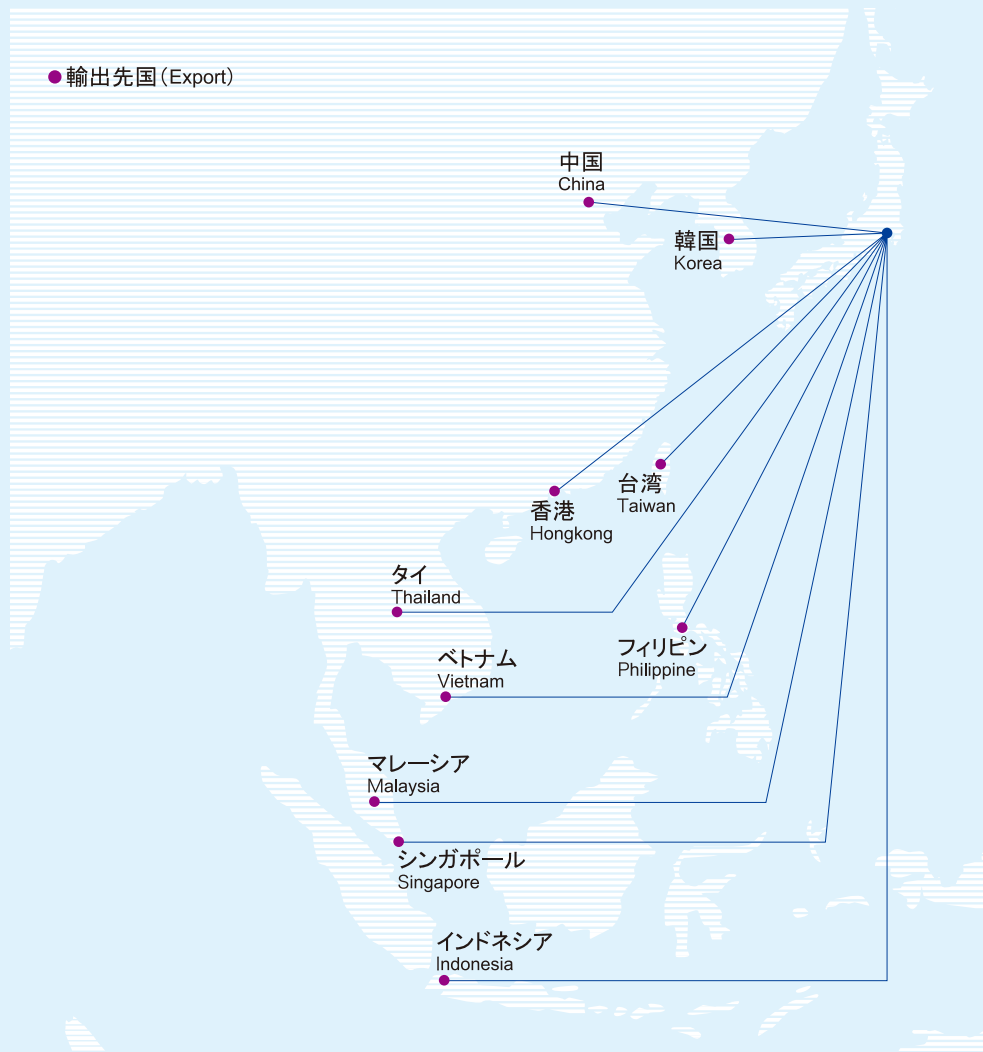 輸出先国（Export）
中国
China
韓国
Korea
台湾
Taiwan
香港
Hongkong
タイ
Thailand
フィリピン
Philippine
ベトナム
Vietnam
マレーシア
Malaysia
シンガポール
Singapore
インドネシア
Indonesia